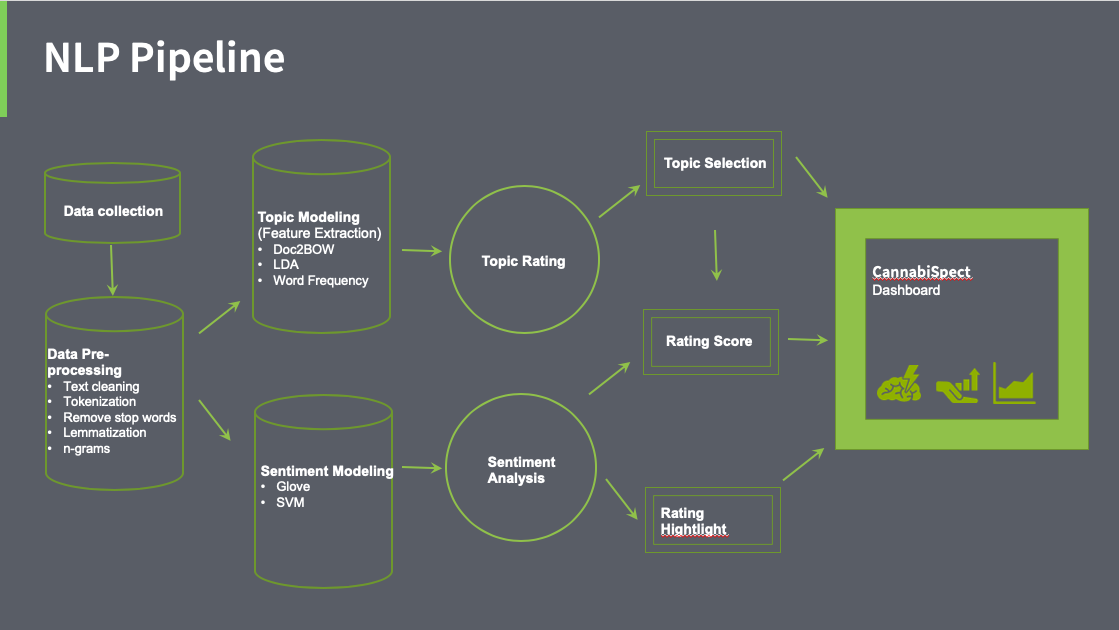 NLP Pipeline
Data collection
Data Pre-
processing
• Text cleaning
• Tokenization
• Remove stop words
• Lemmatization
• n-grams
Topic Modeling
(Feature Extraction)
• Doc2BOW
• LDA
• Word Frequency
Sentiment Modeling
• Glove
• SVM
Topic Rating
Sentiment
Analysis
Topic Selection
Rating Score
Rating
Hightlight
CannabiSpect
Dashboard